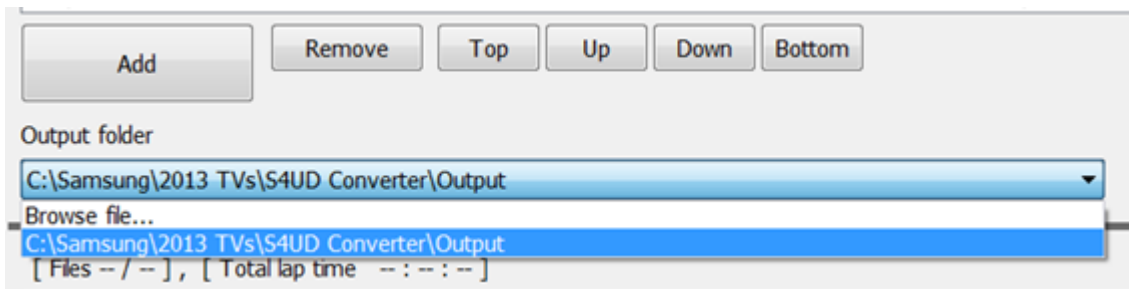 Add Remove Top Up Down Bottom
Output folder
C:\Samsung\2013 TVs\S4UD Converter\Output
Browse file...
C:\Samsung\2013 TVs\S4UD Converter\Output
[ Files -- / -- ] , [ Total lap time -- : -- : -- ]